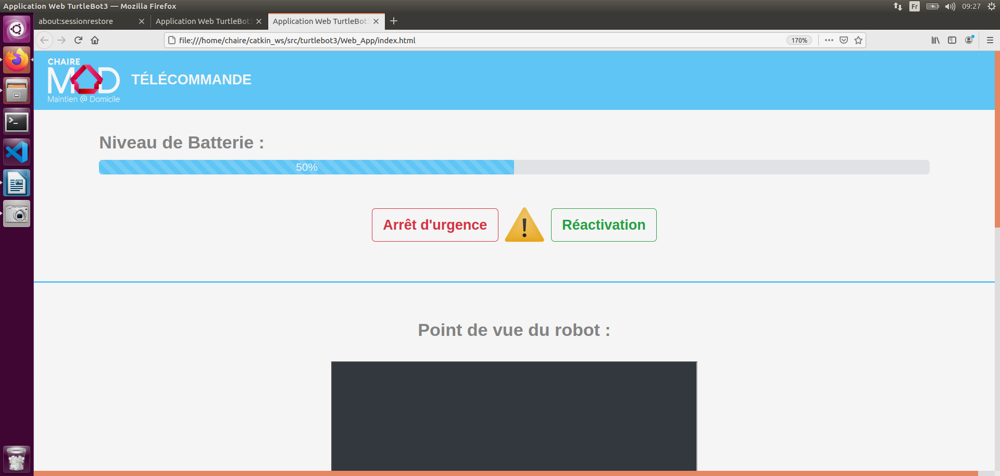 Application Web TurtleBot3 — Mozilla Firefox
Fr
09:27
about:sessionrestore
Application Web TurtleBot3
Application Web TurtleBot3
file:///home/chaire/catkin_ws/src/turtlebot3/Web_App/index.html
170%
CHAIRE
MAD
Maintien @ Domicile
TÉLÉCOMMANDE
Niveau de Batterie :
50%
Arrêt d'urgence
Réactivation
Point de vue du robot :